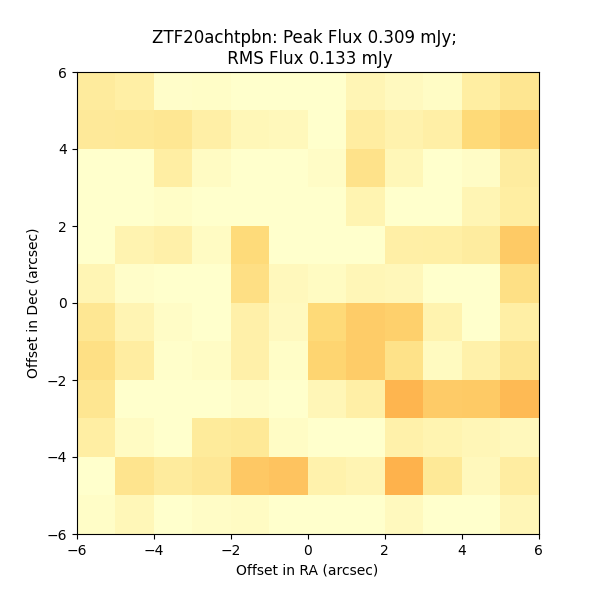 ZTF20achtpbn: Peak Flux 0.309 mJy;
RMS Flux 0.133 mJy
6
4
2
0
−2
−4
−6
Offset in Dec (arcsec)
−6 −4 −2 0 2 4 6
Offset in RA (arcsec)